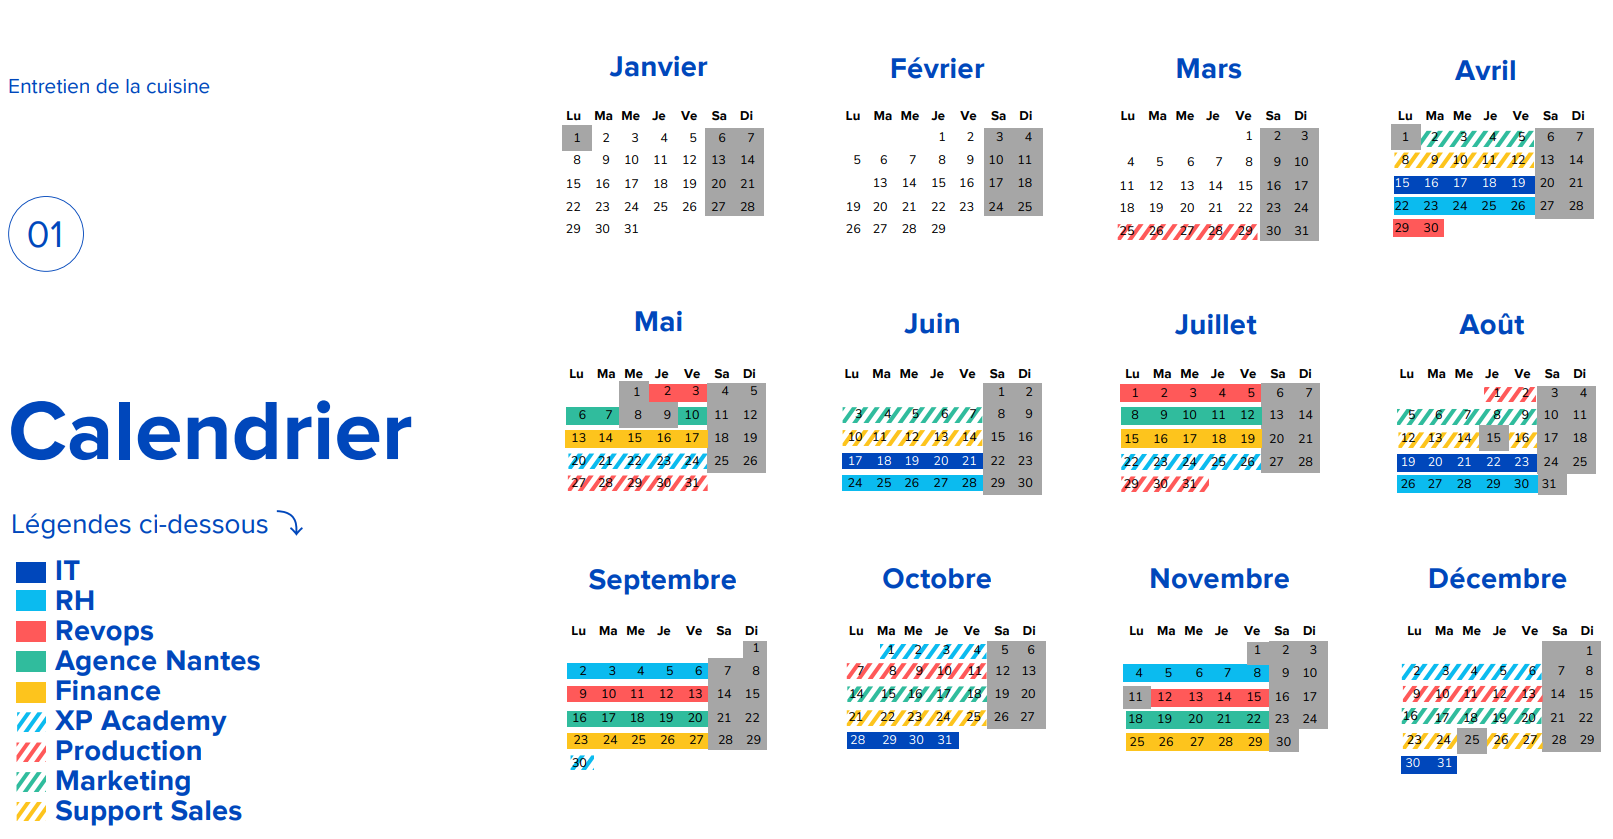 Entretien de la cuisine
01
Calendrier
Légendes ci-dessous
IT
RH
Revops
Agence Nantes
Finance
XP Academy
Production
Marketing
Support Sales
Janvier
Lu Ma Me Je Ve Sa Di
1 2 3 4 5 6 7
8 9 10 11 12 13 14
15 16 17 18 19 20 21
22 23 24 25 26 27 28
29 30 31
Février
Lu Ma Me Je Ve Sa Di
1 2 3 4
5 6 7 8 9 10 11
13 14 15 16 17 18
19 20 21 22 23 24 25
26 27 28 29
Mars
Lu Ma Me Je Ve Sa Di
1 2 3
4 5 6 7 8 9 10
11 12 13 14 15 16 17
18 19 20 21 22 23 24
25 26 27 28 29 30 31
Avril
Lu Ma Me Je Ve Sa Di
1 2 3 4 5 6 7
8 9 10 11 12 13 14
15 16 17 18 19 20 21
22 23 24 25 26 27 28
29 30
Mai
Lu Ma Me Je Ve Sa Di
1 2 3 4 5
6 7 8 9 10 11 12
13 14 15 16 17 18 19
20 21 22 23 24 25 26
27 28 29 30 31
Juin
Lu Ma Me Je Ve Sa Di
1 2
3 4 5 6 7 8 9
10 11 12 13 14 15 16
17 18 19 20 21 22 23
24 25 26 27 28 29 30
Juillet
Lu Ma Me Je Ve Sa Di
1 2 3 4 5 6 7
8 9 10 11 12 13 14
15 16 17 18 19 20 21
22 23 24 25 26 27 28
29 30 31
Août
Lu Ma Me Je Ve Sa Di
1 2 3 4
5 6 7 8 9 10 11
12 13 14 15 16 17 18
19 20 21 22 23 24 25
26 27 28 29 30 31
Septembre
Lu Ma Me Je Ve Sa Di
1
2 3 4 5 6 7 8
9 10 11 12 13 14 15
16 17 18 19 20 21 22
23 24 25 26 27 28 29
30
Octobre
Lu Ma Me Je Ve Sa Di
1 2 3 4 5 6
7 8 9 10 11 12 13
14 15 16 17 18 19 20
21 22 23 24 25 26 27
28 29 30 31
Novembre
Lu Ma Me Je Ve Sa Di
1 2 3
4 5 6 7 8 9 10
11 12 13 14 15 16 17
18 19 20 21 22 23 24
25 26 27 28 29 30
Décembre
Lu Ma Me Je Ve Sa Di
1
2 3 4 5 6 7 8
9 10 11 12 13 14 15
16 17 18 19 20 21 22
23 24 25 26 27 28 29
30 31